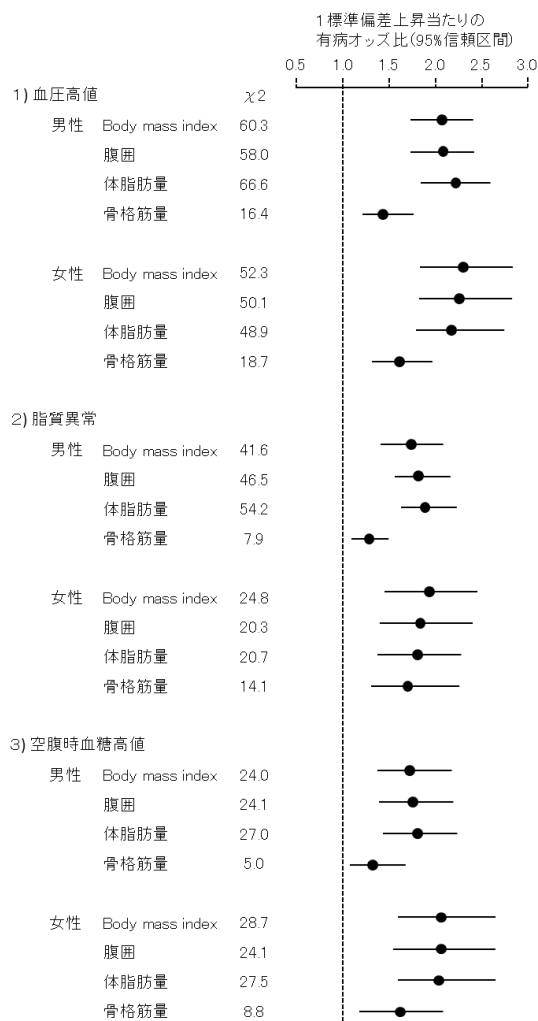 1標準偏差上昇当たりの
有病オッズ比(95%信頼区間)
0.5 1.0 1.5 2.0 2.5 3.0
1) 血圧高値 χ2
男性 Body mass index 60.3
腹囲 58.0
体脂肪量 66.6
骨格筋量 16.4
女性 Body mass index 52.3
腹囲 50.1
体脂肪量 48.9
骨格筋量 18.7
2) 脂質異常
男性 Body mass index 41.6
腹囲 46.5
体脂肪量 54.2
骨格筋量 7.9
女性 Body mass index 24.8
腹囲 20.3
体脂肪量 20.7
骨格筋量 14.1
3) 空腹時血糖高値
男性 Body mass index 24.0
腹囲 24.1
体脂肪量 27.0
骨格筋量 5.0
女性 Body mass index 28.7
腹囲 24.1
体脂肪量 27.5
骨格筋量 8.8